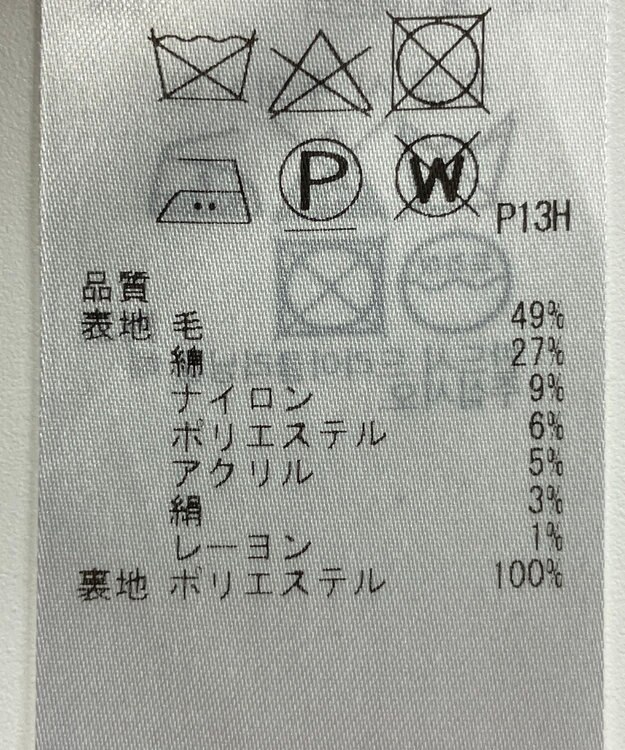 P
W
P13H
品質
表地 毛 49%
綿 27%
ナイロン 9%
ポリエステル 6%
アクリル 5%
絹 3%
レーヨン 1%
裏地 ポリエステル 100%